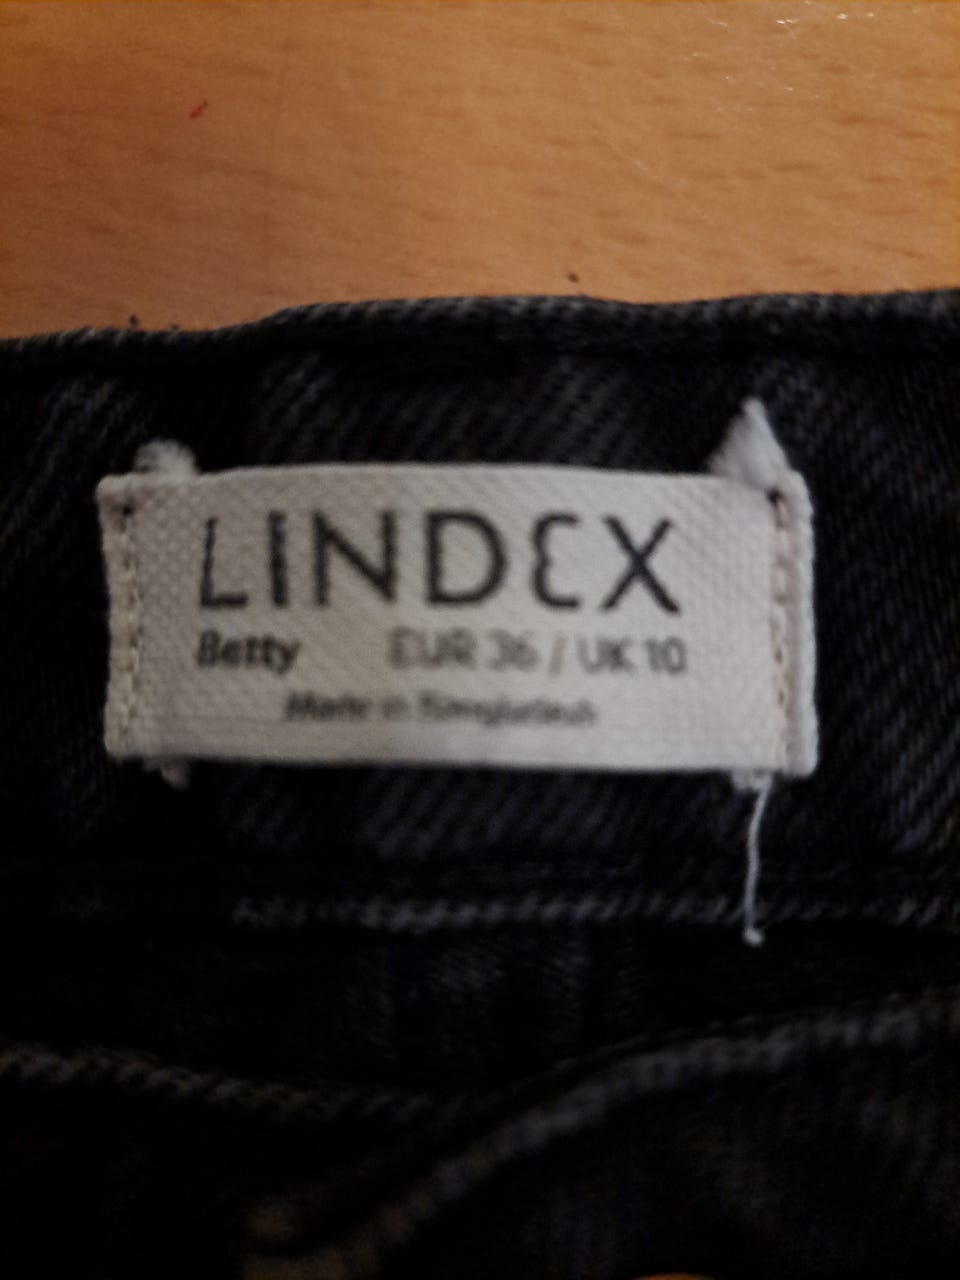 LINDEX
Betty EUR 36 / UK 10
Made in Bangladesh